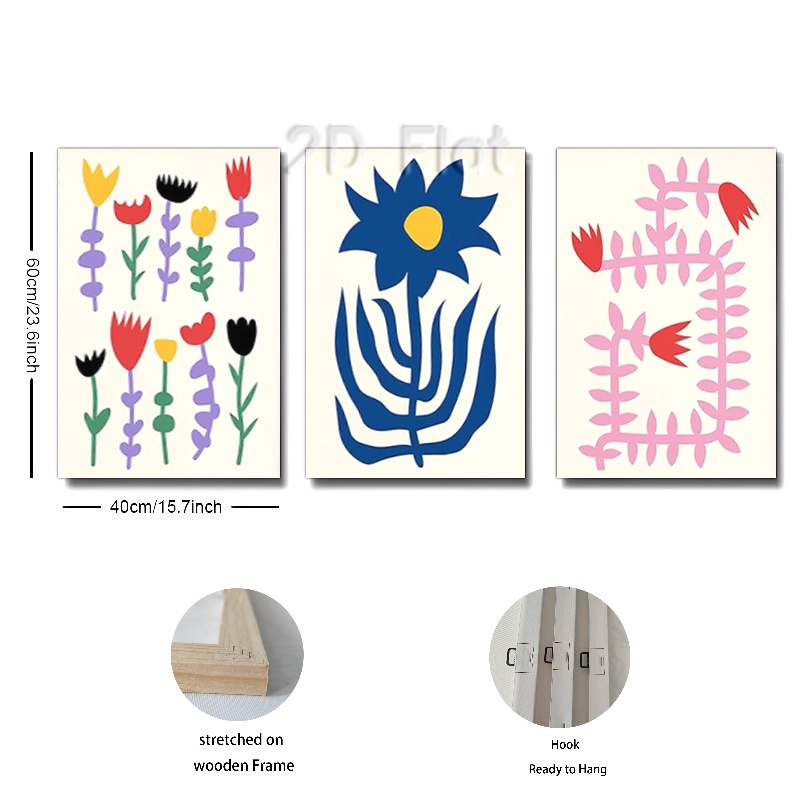 2D Flat
60cm/23.6inch
40cm/15.7inch
stretched on
wooden Frame
Hook
Ready to Hang